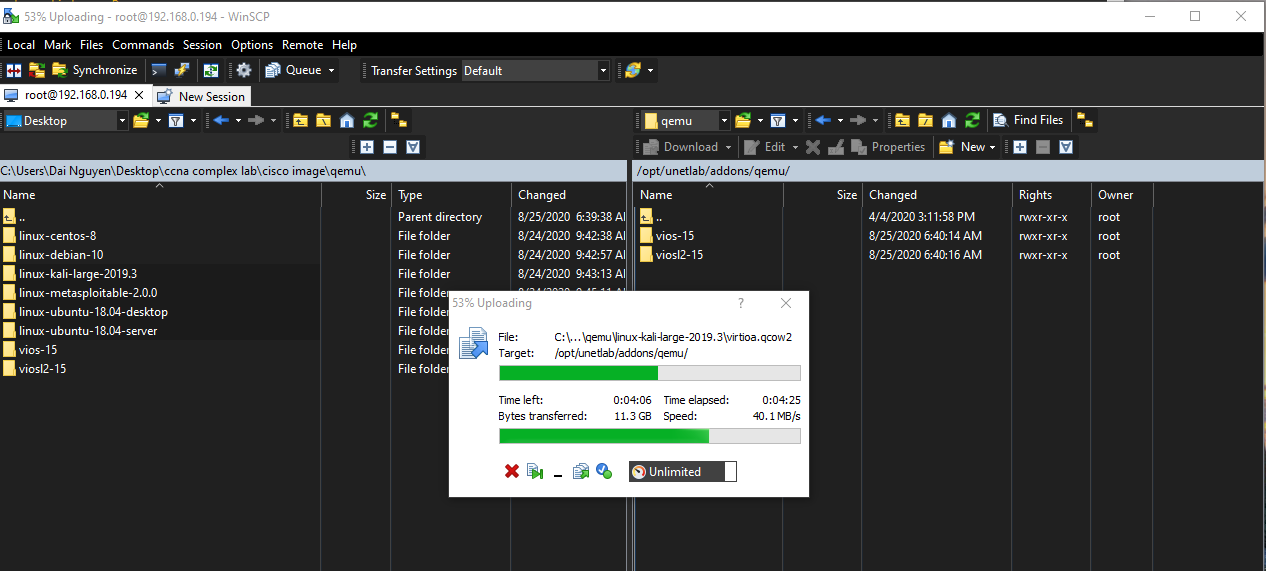 53% Uploading - root@192.168.0.194 - WinSCP
Local Mark Files Commands Session Options Remote Help
Synchronize Queue Transfer Settings Default
root@192.168.0.194 New Session
Desktop
qemu Find Files
Download Edit Properties New
C:\Users\Dai Nguyen\Desktop\ccna complex lab\cisco image\qemu\
/opt/unetlab/addons/qemu/
Name Size Type Changed
.. Parent directory 8/25/2020 6:39:38 AM
linux-centos-8 File folder 8/24/2020 9:42:38 AM
linux-debian-10 File folder 8/24/2020 9:42:57 AM
linux-kali-large-2019.3 File folder 8/24/2020 9:43:13 AM
linux-metasploitable-2.0.0 File
linux-ubuntu-18.04-desktop File folder
linux-ubuntu-18.04-server File folder
vios-15 File folder
viosl2-15 File folder
Name Size Changed Rights Owner
.. 4/4/2020 3:11:58 PM rwxr-xr-x root
vios-15 8/25/2020 6:40:14 AM rwxr-xr-x root
viosl2-15 8/25/2020 6:40:16 AM rwxr-xr-x root
53% Uploading ?
File: C:\...\qemu\linux-kali-large-2019.3\virtioa.qcow2
Target: /opt/unetlab/addons/qemu/
Time left: 0:04:06 Time elapsed: 0:04:25
Bytes transferred: 11.3 GB Speed: 40.1 MB/s
Unlimited